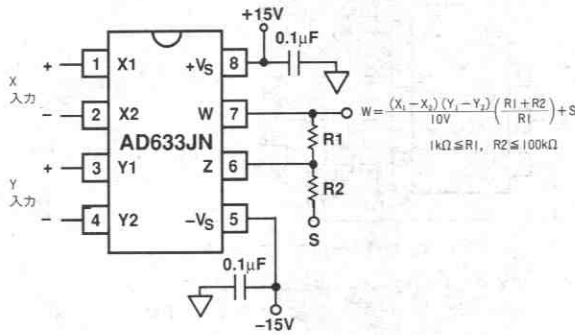 +15V
0.1μF
X
入力
+ 1 X1
+VS 8
− 2 X2
W 7
W = (X1−X2)(Y1−Y2) / 10V (R1+R2 / R1) + S
1kΩ≦R1, R2≦100kΩ
R1
AD633JN
+ 3 Y1
Z 6
Y
入力
R2
− 4 Y2
−VS 5
S
0.1μF
−15V